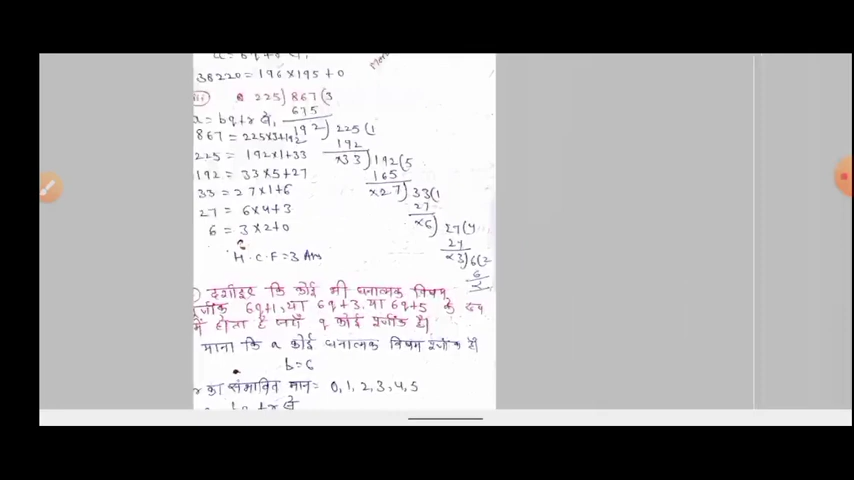 38220 = 196×195+0
225) 867 (3
a = bq+r से,
675
867 = 225×3+192
192) 225 (1
192
225 = 192×1+33
×33) 192 (5
192 = 33×5+27
165
×27) 33 (1
33 = 27×1+6
27
27 = 6×4+3
×6) 27 (4
6 = 3×2+0
24
×3) 6 (2
6
H.C.F = 3 Ans
दर्शाइए कि कोई भी धनात्मक विषम
पूर्णांक 6q+1, या 6q+3 या 6q+5 के रूप
में होता है जहाँ q कोई पूर्णांक है।
माना कि a कोई धनात्मक विषम पूर्णांक है।
b=6
r का संभावित मान = 0, 1, 2, 3, 4, 5